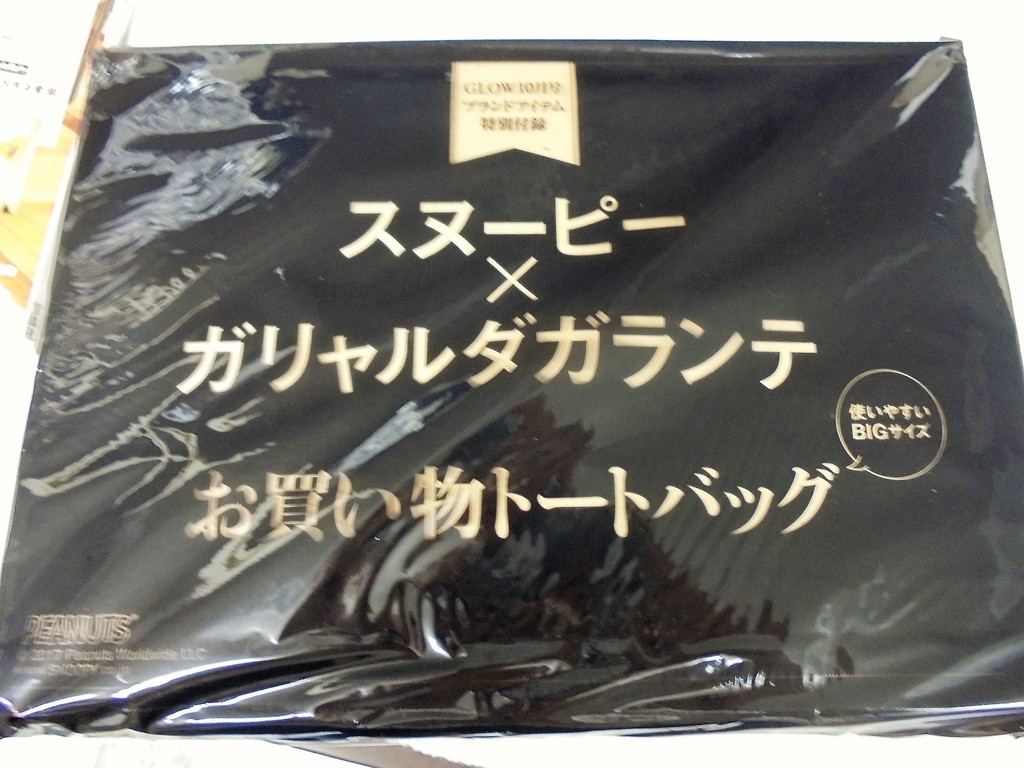 GLOW10月号
ブランドアイテム
特別付録
スヌーピー
×
ガリャルダガランテ
使いやすい
BIGサイズ
お買い物トートバッグ
PEANUTS
© 2017 Peanuts Worldwide LLC